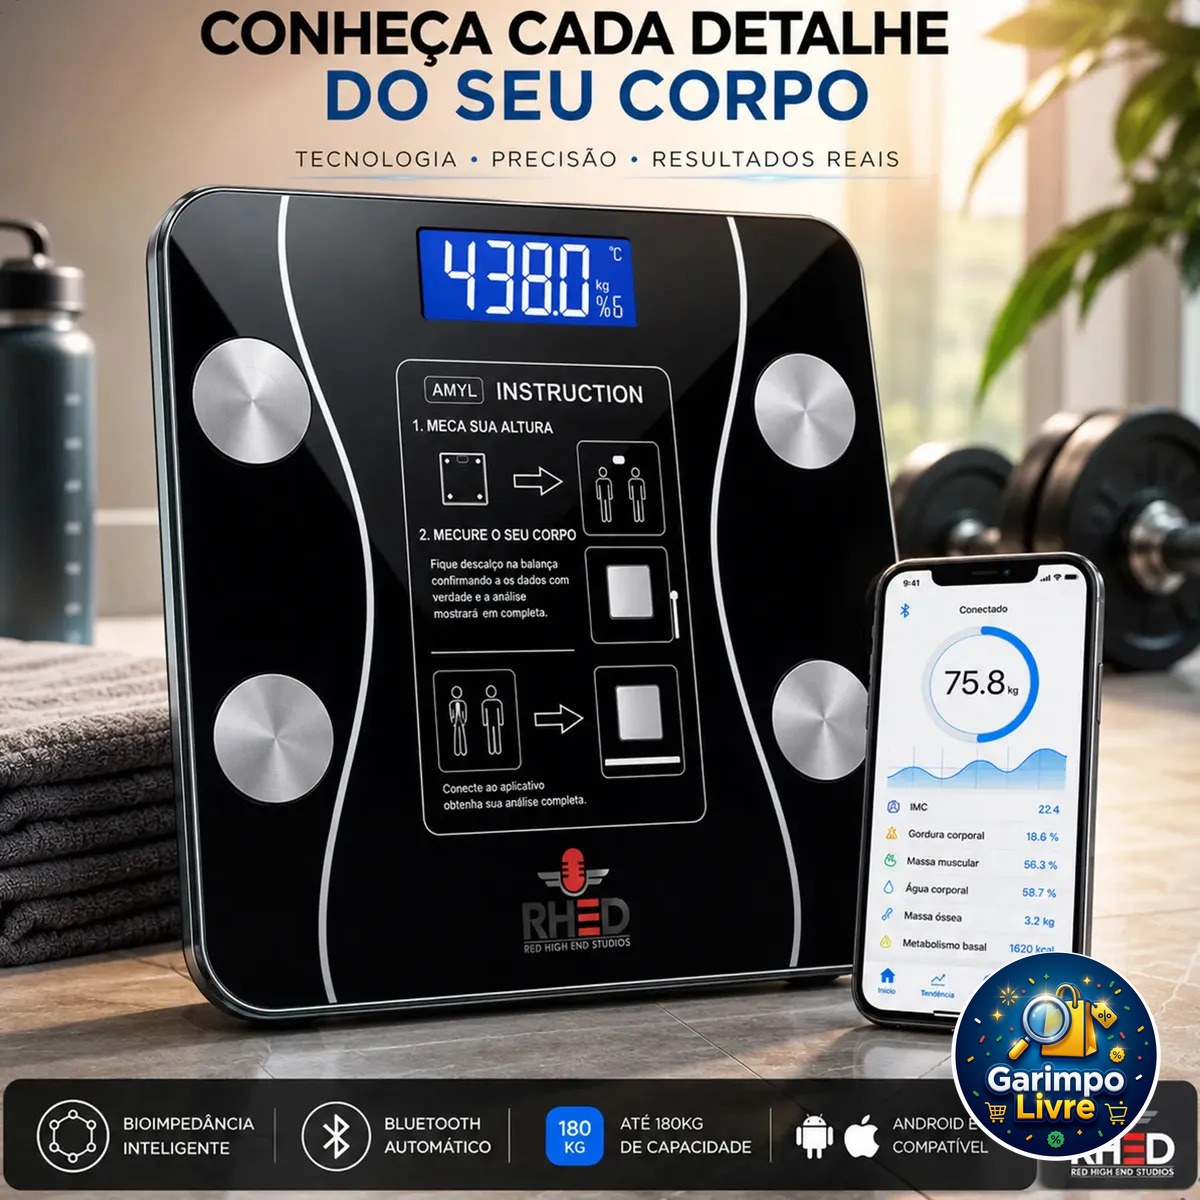 CONHEÇA CADA DETALHE
DO SEU CORPO
TECNOLOGIA • PRECISÃO • RESULTADOS REAIS
438.0
°C
kg
%
AMYL INSTRUCTION
1. MECA SUA ALTURA
2. MECURE O SEU CORPO
Fique descalço na balança
confirmando a os dados com
verdade e a análise
mostrará em completa.
Conecte ao aplicativo
obtenha sua análise completa.
RHED
RED HIGH END STUDIOS
9:41
Conectado
75.8 kg
IMC 22.4
Gordura corporal 18.6 %
Massa muscular 56.3 %
Água corporal 58.7 %
Massa óssea 3.2 kg
Metabolismo basal 1620 kcal
Início
Tendência
Garimpo
Livre
%
%
%
BIOIMPEDÂNCIA
INTELIGENTE
BLUETOOTH
AUTOMÁTICO
180
KG
ATÉ 180KG
DE CAPACIDADE
ANDROID E
COMPATÍVEL
RHED
RED HIGH END STUDIOS